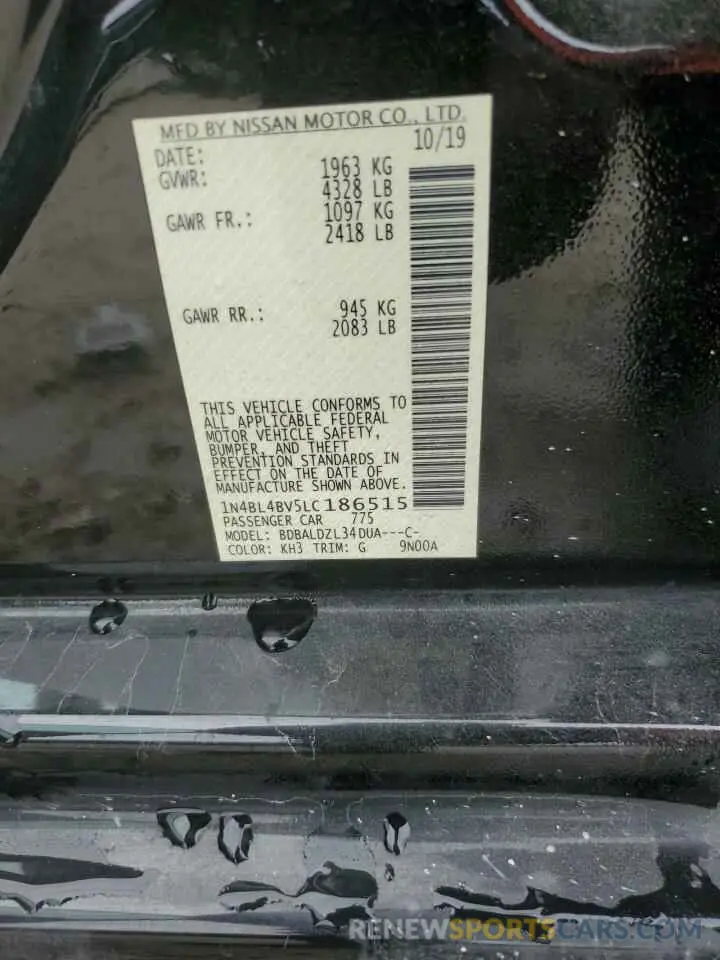 MFD BY NISSAN MOTOR CO., LTD.
DATE: 10/19
GVWR: 1963 KG
4328 LB
GAWR FR.: 1097 KG
2418 LB
GAWR RR.: 945 KG
2083 LB
THIS VEHICLE CONFORMS TO
ALL APPLICABLE FEDERAL
MOTOR VEHICLE SAFETY,
BUMPER, AND THEFT
PREVENTION STANDARDS IN
EFFECT ON THE DATE OF
MANUFACTURE SHOWN ABOVE.
1N4BL4BV5LC186515
PASSENGER CAR 775
MODEL: BDBALDZL34DUA---C-
COLOR: KH3 TRIM: G 9N00A
RENEWSPORTSCARS.COM